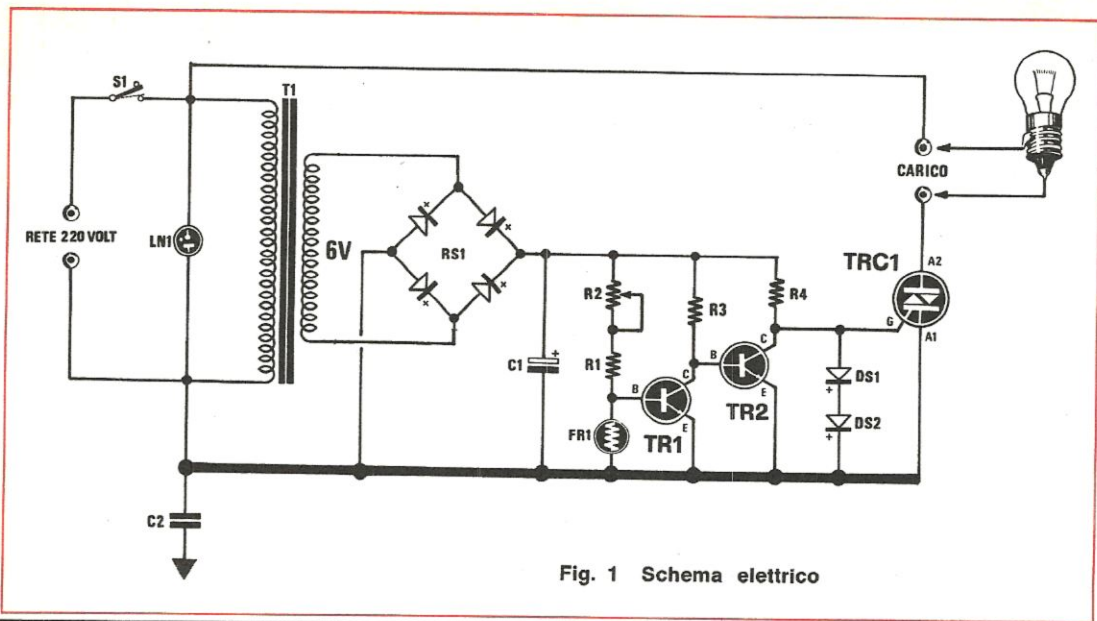 S1
T1
RETE 220 VOLT
LN1
6V
RS1
CARICO
TRC1
A2
G
A1
R2
R3
R4
C1
+
R1
B
C
E
TR1
B
C
E
TR2
FR1
DS1
+
DS2
+
C2
Fig. 1 Schema elettrico